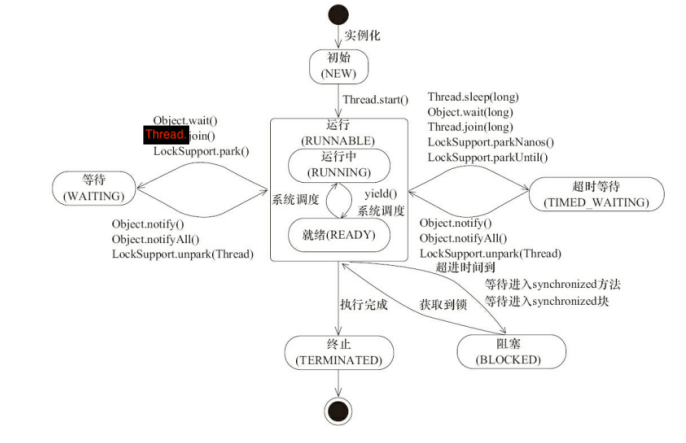 实例化
初始
(NEW)
Thread.start()
Object.wait()
Thread.join()
LockSupport.park()
Thread.sleep(long)
Object.wait(long)
Thread.join(long)
LockSupport.parkNanos()
LockSupport.parkUntil()
运行
(RUNNABLE)
运行中
(RUNNING)
等待
(WAITING)
系统调度
yield()
系统调度
超时等待
(TIMED_WAITING)
就绪(READY)
Object.notify()
Object.notifyAll()
LockSupport.unpark(Thread)
Object.notify()
Object.notifyAll()
LockSupport.unpark(Thread)
超进时间到
等待进入synchronized方法
等待进入synchronized块
执行完成
获取到锁
终止
(TERMINATED)
阻塞
(BLOCKED)